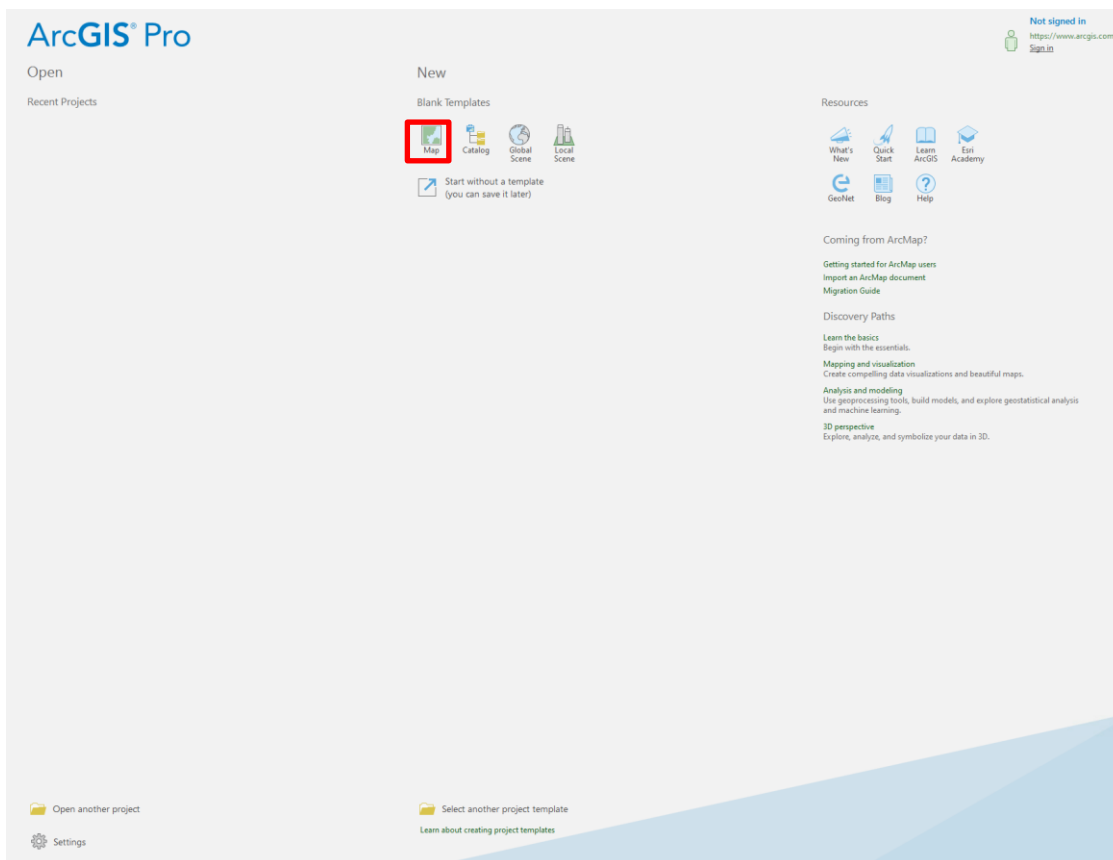 ArcGIS® Pro
Not signed in
https://www.arcgis.com
Sign in
Open
Recent Projects
New
Blank Templates
Map
Catalog
Global
Scene
Local
Scene
Start without a template
(you can save it later)
Resources
What's
New
Quick
Start
Learn
ArcGIS
Esri
Academy
GeoNet
Blog
Help
Coming from ArcMap?
Getting started for ArcMap users
Import an ArcMap document
Migration Guide
Discovery Paths
Learn the basics
Begin with the essentials.
Mapping and visualization
Create compelling data visualizations and beautiful maps.
Analysis and modeling
Use geoprocessing tools, build models, and explore geostatistical analysis
and machine learning.
3D perspective
Explore, analyze, and symbolize your data in 3D.
Open another project
Settings
Select another project template
Learn about creating project templates